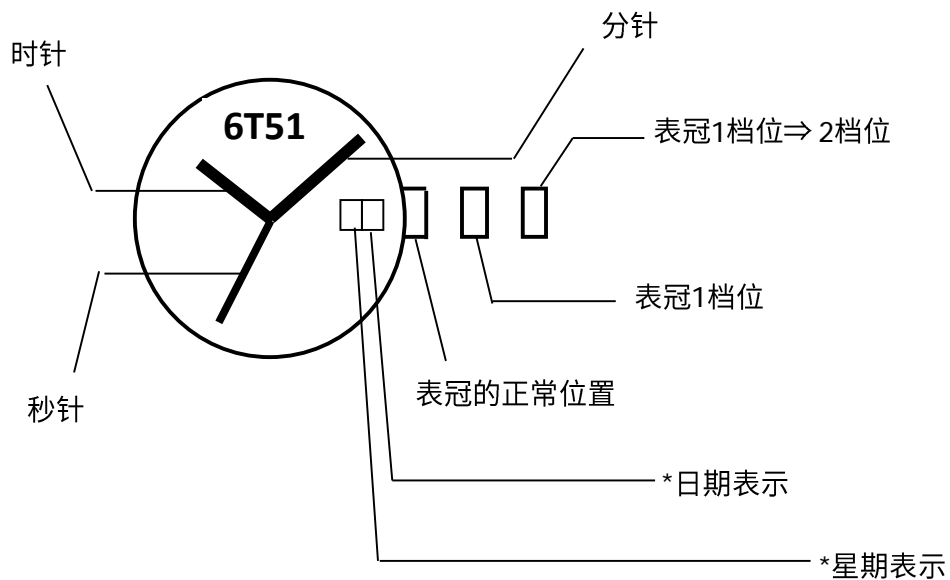 分针
时针
6T51
表冠1档位⇒ 2档位
表冠1档位
表冠的正常位置
秒针
*日期表示
*星期表示